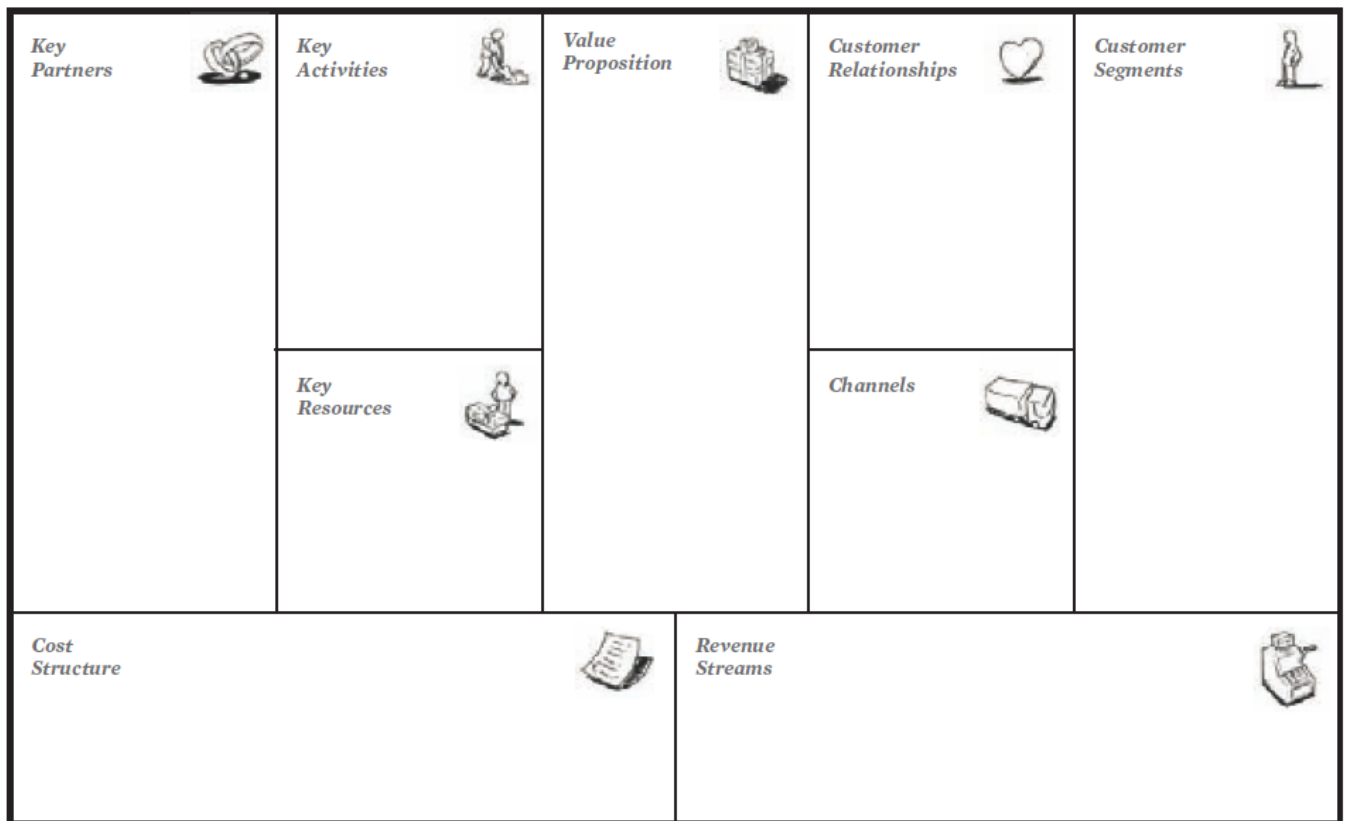 Key
Partners
Key
Activities
Value
Proposition
Customer
Relationships
Customer
Segments
Key
Resources
Channels
Cost
Structure
Revenue
Streams